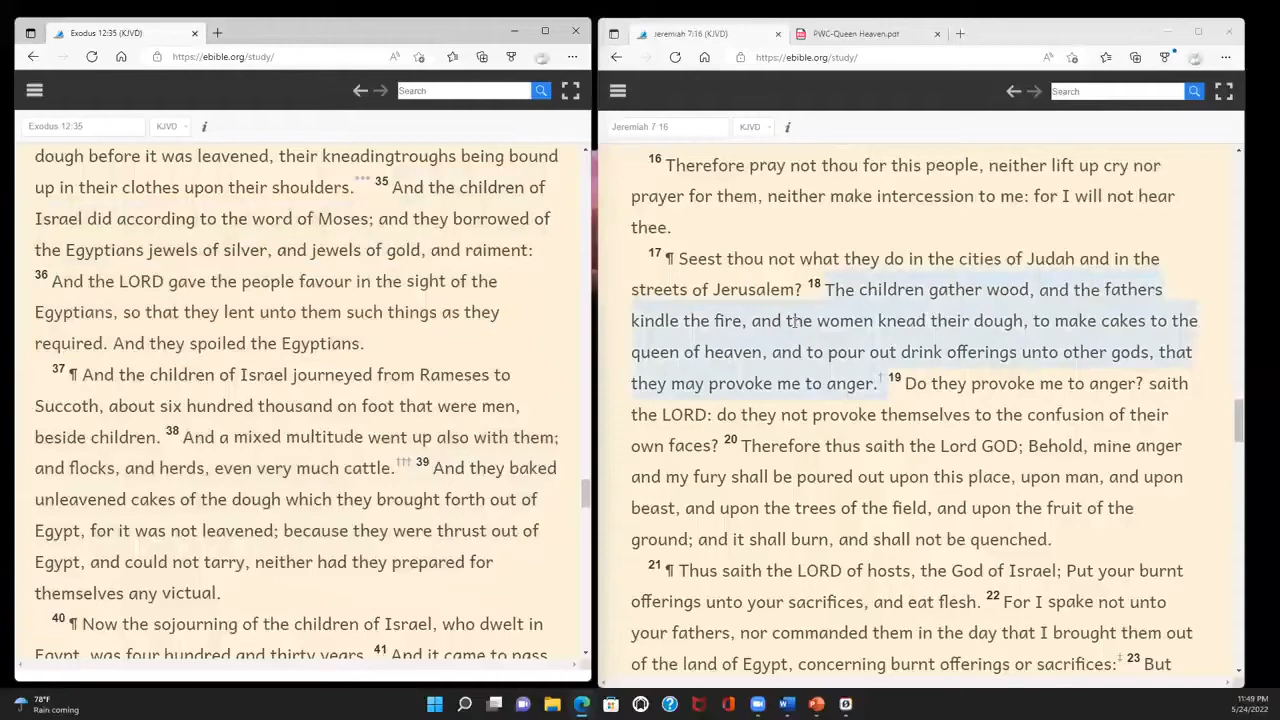 Exodus 12:35 (KJVD)
https://ebible.org/study/
Search
Exodus 12:35
KJVD
i
dough before it was leavened, their kneadingtroughs being bound
up in their clothes upon their shoulders.*** 35 And the children of
Israel did according to the word of Moses; and they borrowed of
the Egyptians jewels of silver, and jewels of gold, and raiment:
36 And the LORD gave the people favour in the sight of the
Egyptians, so that they lent unto them such things as they
required. And they spoiled the Egyptians.
37 ¶ And the children of Israel journeyed from Rameses to
Succoth, about six hundred thousand on foot that were men,
beside children. 38 And a mixed multitude went up also with them;
and flocks, and herds, even very much cattle.††† 39 And they baked
unleavened cakes of the dough which they brought forth out of
Egypt, for it was not leavened; because they were thrust out of
Egypt, and could not tarry, neither had they prepared for
themselves any victual.
40 ¶ Now the sojourning of the children of Israel, who dwelt in
Egypt, was four hundred and thirty years. 41 And it came to pass
Jeremiah 7:16 (KJVD)
PWC-Queen Heaven.pdf
https://ebible.org/study/
Search
Jeremiah 7:16
KJVD
i
16 Therefore pray not thou for this people, neither lift up cry nor
prayer for them, neither make intercession to me: for I will not hear
thee.
17 ¶ Seest thou not what they do in the cities of Judah and in the
streets of Jerusalem? 18 The children gather wood, and the fathers
kindle the fire, and the women knead their dough, to make cakes to the
queen of heaven, and to pour out drink offerings unto other gods, that
they may provoke me to anger.† 19 Do they provoke me to anger? saith
the LORD: do they not provoke themselves to the confusion of their
own faces? 20 Therefore thus saith the Lord GOD; Behold, mine anger
and my fury shall be poured out upon this place, upon man, and upon
beast, and upon the trees of the field, and upon the fruit of the
ground; and it shall burn, and shall not be quenched.
21 ¶ Thus saith the LORD of hosts, the God of Israel; Put your burnt
offerings unto your sacrifices, and eat flesh. 22 For I spake not unto
your fathers, nor commanded them in the day that I brought them out
of the land of Egypt, concerning burnt offerings or sacrifices:‡ 23 But
78°F
Rain coming
11:49 PM
5/24/2022